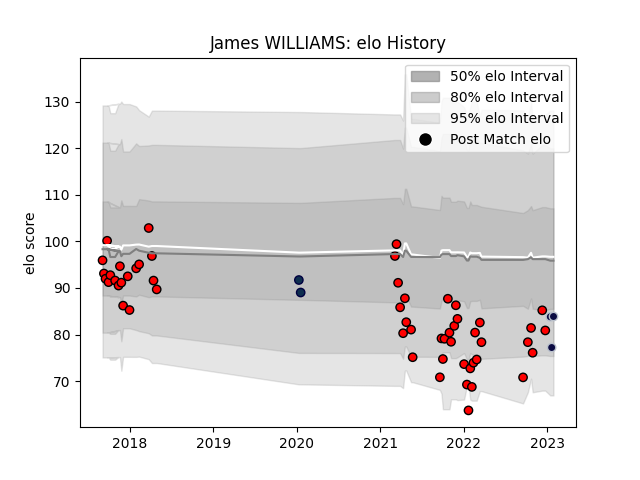 James WILLIAMS: elo History
50% elo Interval
80% elo Interval
95% elo Interval
Post Match elo
elo score
130
120
110
100
90
80
70
2018 2019 2020 2021 2022 2023